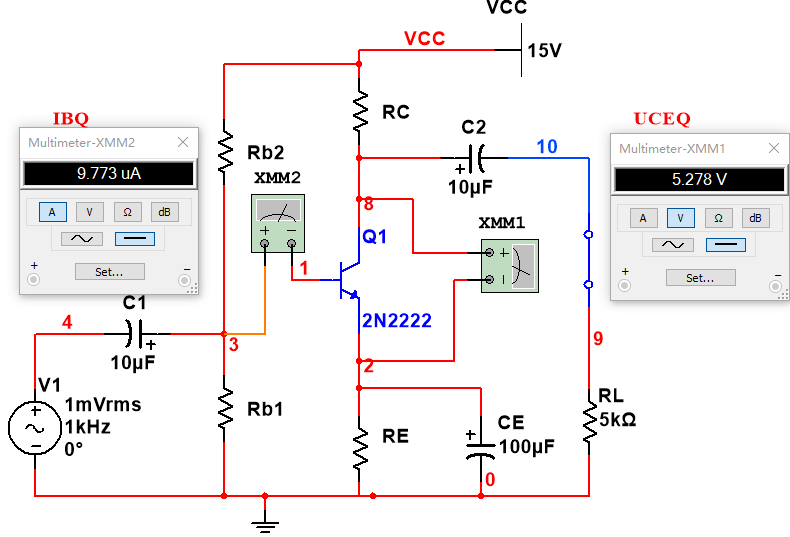 VCC
VCC
15V
IBQ
UCEQ
Multimeter-XMM2
9.773 uA
A V Ω dB
+
Set...
−
Multimeter-XMM1
5.278 V
A V Ω dB
+
Set...
−
RC
C2
+
10µF
10
Rb2
XMM2
+ −
8
XMM1
+
−
Q1
1
2N2222
C1
+
10µF
4
3
2
9
V1
+
−
1mVrms
1kHz
0°
Rb1
RE
CE
+
100µF
0
RL
5kΩ